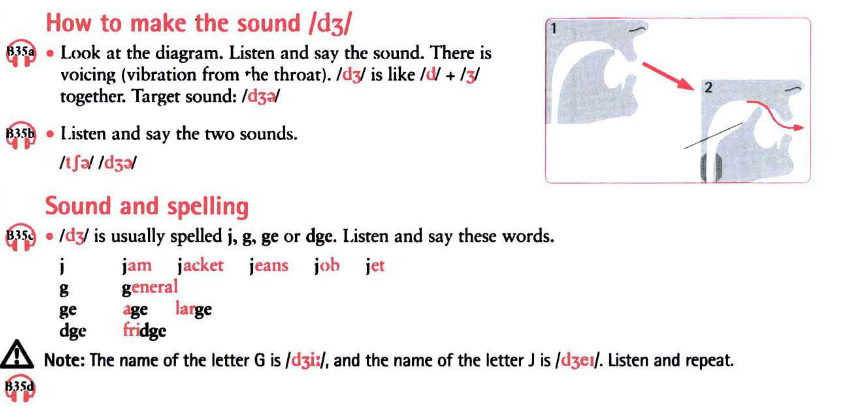 How to make the sound /dʒ/
B35a • Look at the diagram. Listen and say the sound. There is
voicing (vibration from the throat). /dʒ/ is like /d/ + /ʒ/
together. Target sound: /dʒə/
B35b • Listen and say the two sounds.
/tʃə/ /dʒə/
1
2
Sound and spelling
B35c • /dʒ/ is usually spelled j, g, ge or dge. Listen and say these words.
j jam jacket jeans job jet
g general
ge age large
dge fridge
Note: The name of the letter G is /dʒiː/, and the name of the letter J is /dʒeɪ/. Listen and repeat.
B35d